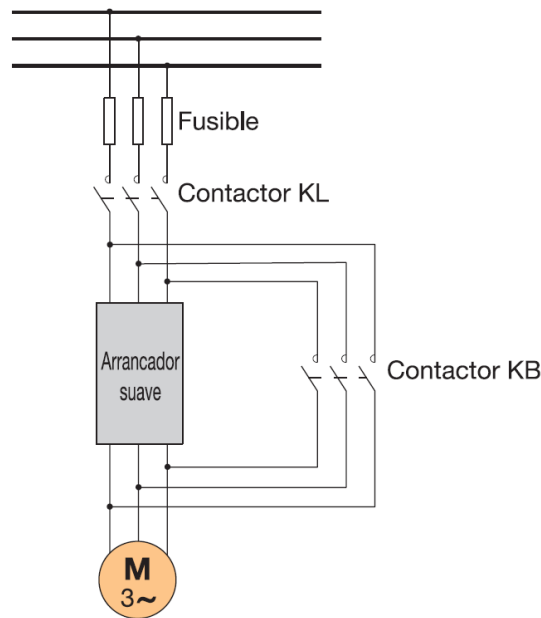 Fusible
Contactor KL
Arrancador
suave
Contactor KB
M
3~